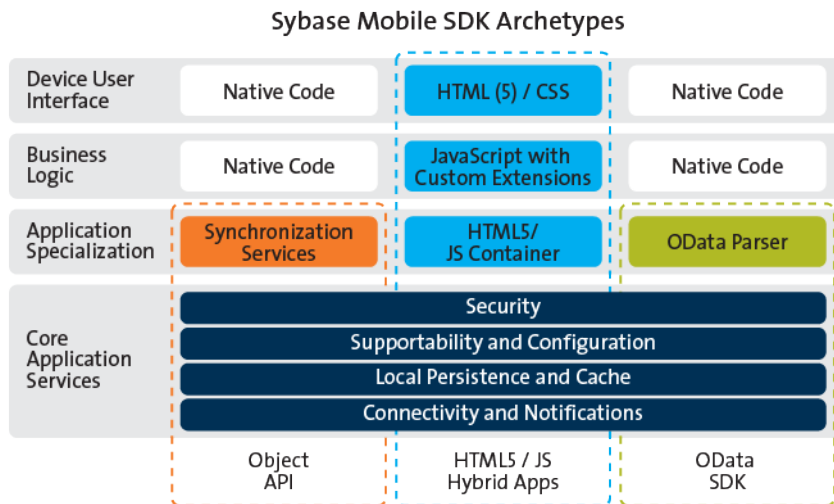 Sybase Mobile SDK Archetypes
Device User
Interface
Native Code
HTML (5) / CSS
Native Code
Business
Logic
Native Code
JavaScript with
Custom Extensions
Native Code
Application
Specialization
Synchronization
Services
HTML5/
JS Container
OData Parser
Core
Application
Services
Security
Supportability and Configuration
Local Persistence and Cache
Connectivity and Notifications
Object
API
HTML5 / JS
Hybrid Apps
OData
SDK